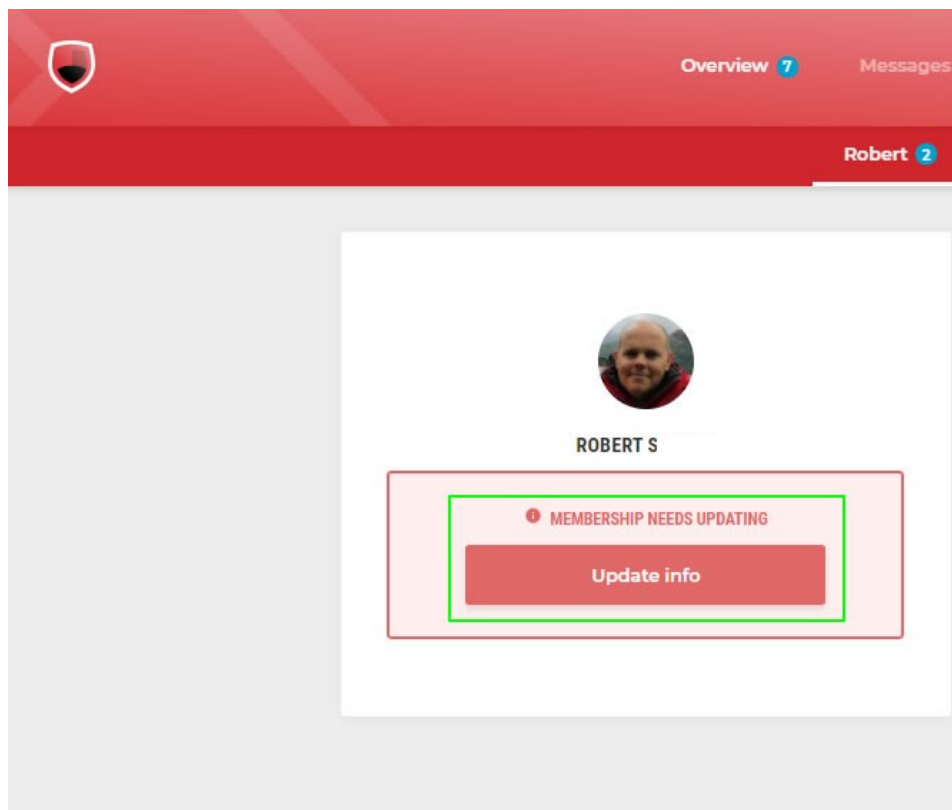 Overview 7 Messages
Robert 2
ROBERT S
MEMBERSHIP NEEDS UPDATING
Update info